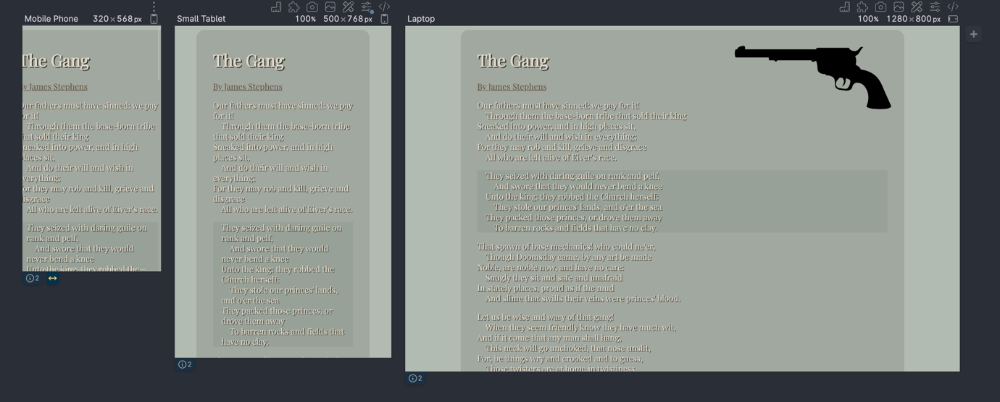 Mobile Phone 320×568 px
The Gang
By James Stephens
Our fathers must have sinned: we pay
for it!
Through them the base-born tribe
that sold their king
Sneaked into power, and in high
places sit,
And do their will and wish in
everything;
For they may rob and kill, grieve and
disgrace
All who are left alive of Eiver's race.
They seized with daring guile on
rank and pelf,
And swore that they would
never bend a knee
Unto the king: they robbed the
2
Small Tablet 100% 500×768 px
The Gang
By James Stephens
Our fathers must have sinned: we pay
for it!
Through them the base-born tribe
that sold their king
Sneaked into power, and in high
places sit,
And do their will and wish in
everything;
For they may rob and kill, grieve and
disgrace
All who are left alive of Eiver's race.
They seized with daring guile on
rank and pelf,
And swore that they would
never bend a knee
Unto the king: they robbed the
Church herself:
They stole our princes' lands,
and o'er the sea
They packed those princes, or
drove them away
To barren rocks and fields that
have no clay.
2
Laptop 100% 1280×800 px
The Gang
By James Stephens
Our fathers must have sinned: we pay for it!
Through them the base-born tribe that sold their king
Sneaked into power, and in high places sit,
And do their will and wish in everything;
For they may rob and kill, grieve and disgrace
All who are left alive of Eiver's race.
They seized with daring guile on rank and pelf,
And swore that they would never bend a knee
Unto the king: they robbed the Church herself:
They stole our princes' lands, and o'er the sea
They packed those princes, or drove them away
To barren rocks and fields that have no clay.
That spawn of base mechanics! who could ne'er,
Though Doomsday came, by any art be made
Noble, are noble now, and have no care:
Snugly they sit and safe and unafraid
In stately places, proud as if the mud
And slime that swills their veins were princes' blood.
Let us be wise and wary of that gang!
When they seem friendly know they have much wit,
And if it come that any man shall hang,
This neck will go unchoked, that nose unslit,
For, be things wry and crooked and to guess,
Those twisters are at home in twistiness.
2